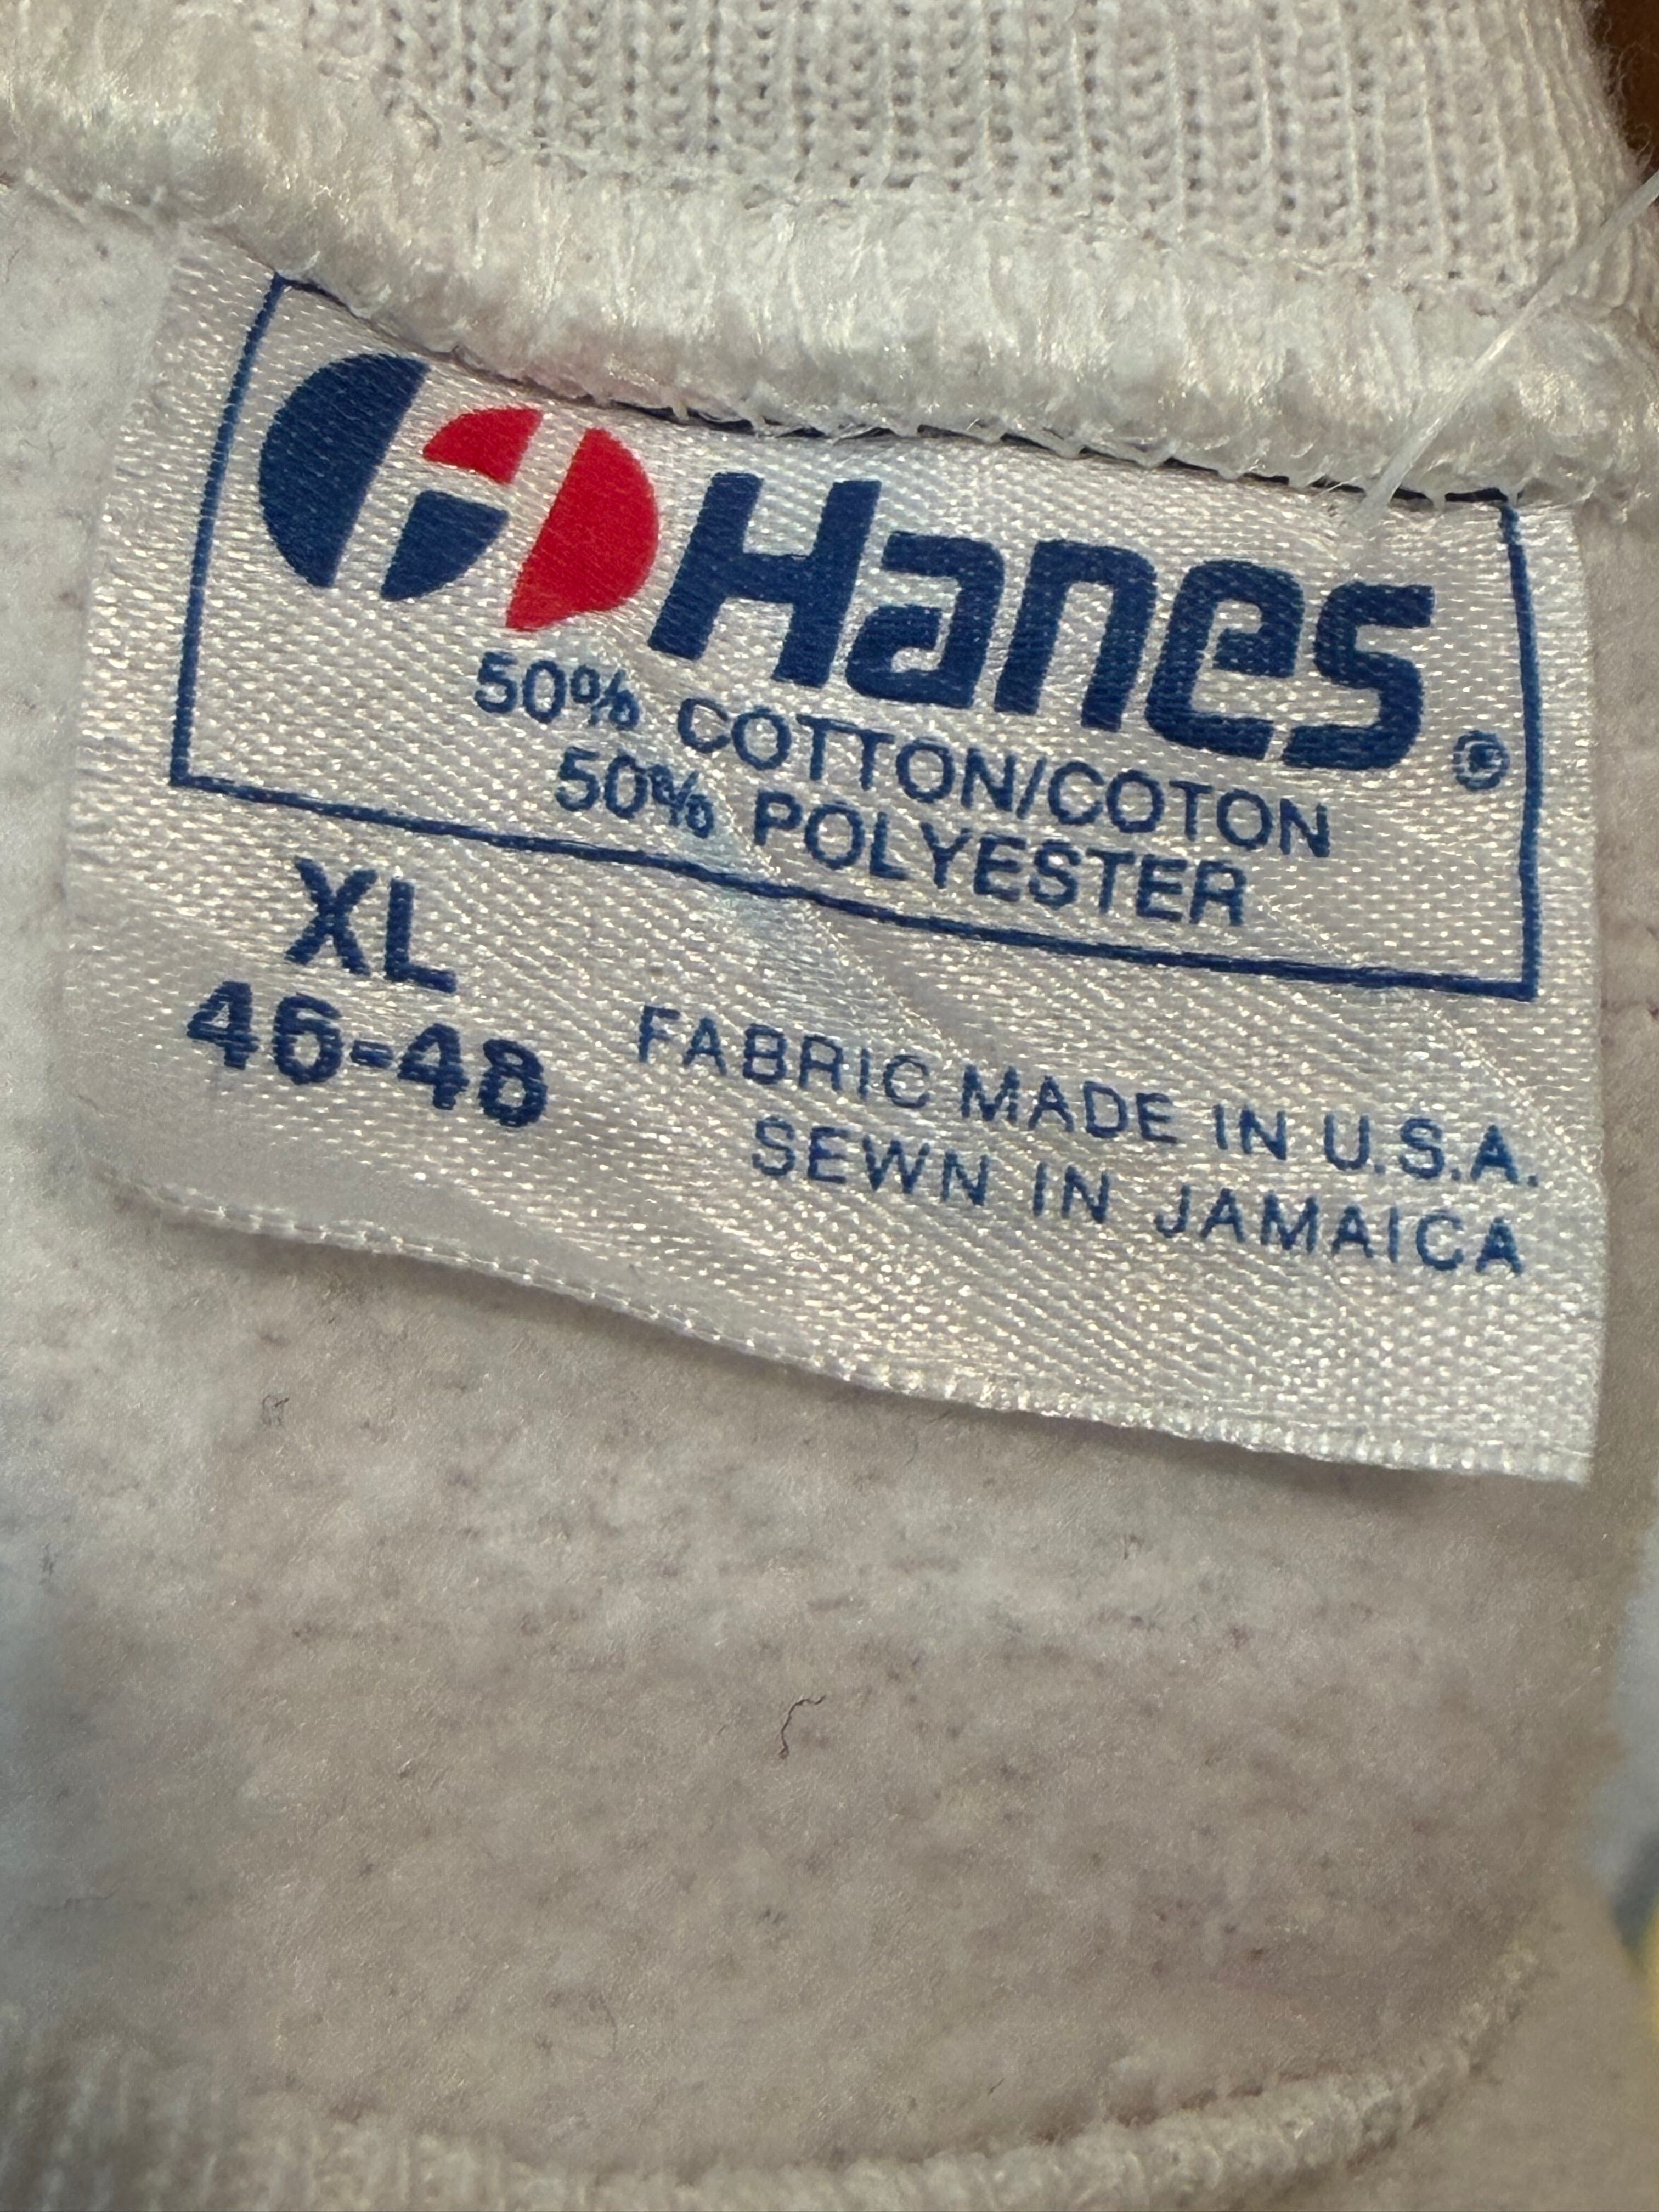 Hanes®
50% COTTON/COTON
50% POLYESTER
XL
46-48
FABRIC MADE IN U.S.A.
SEWN IN JAMAICA